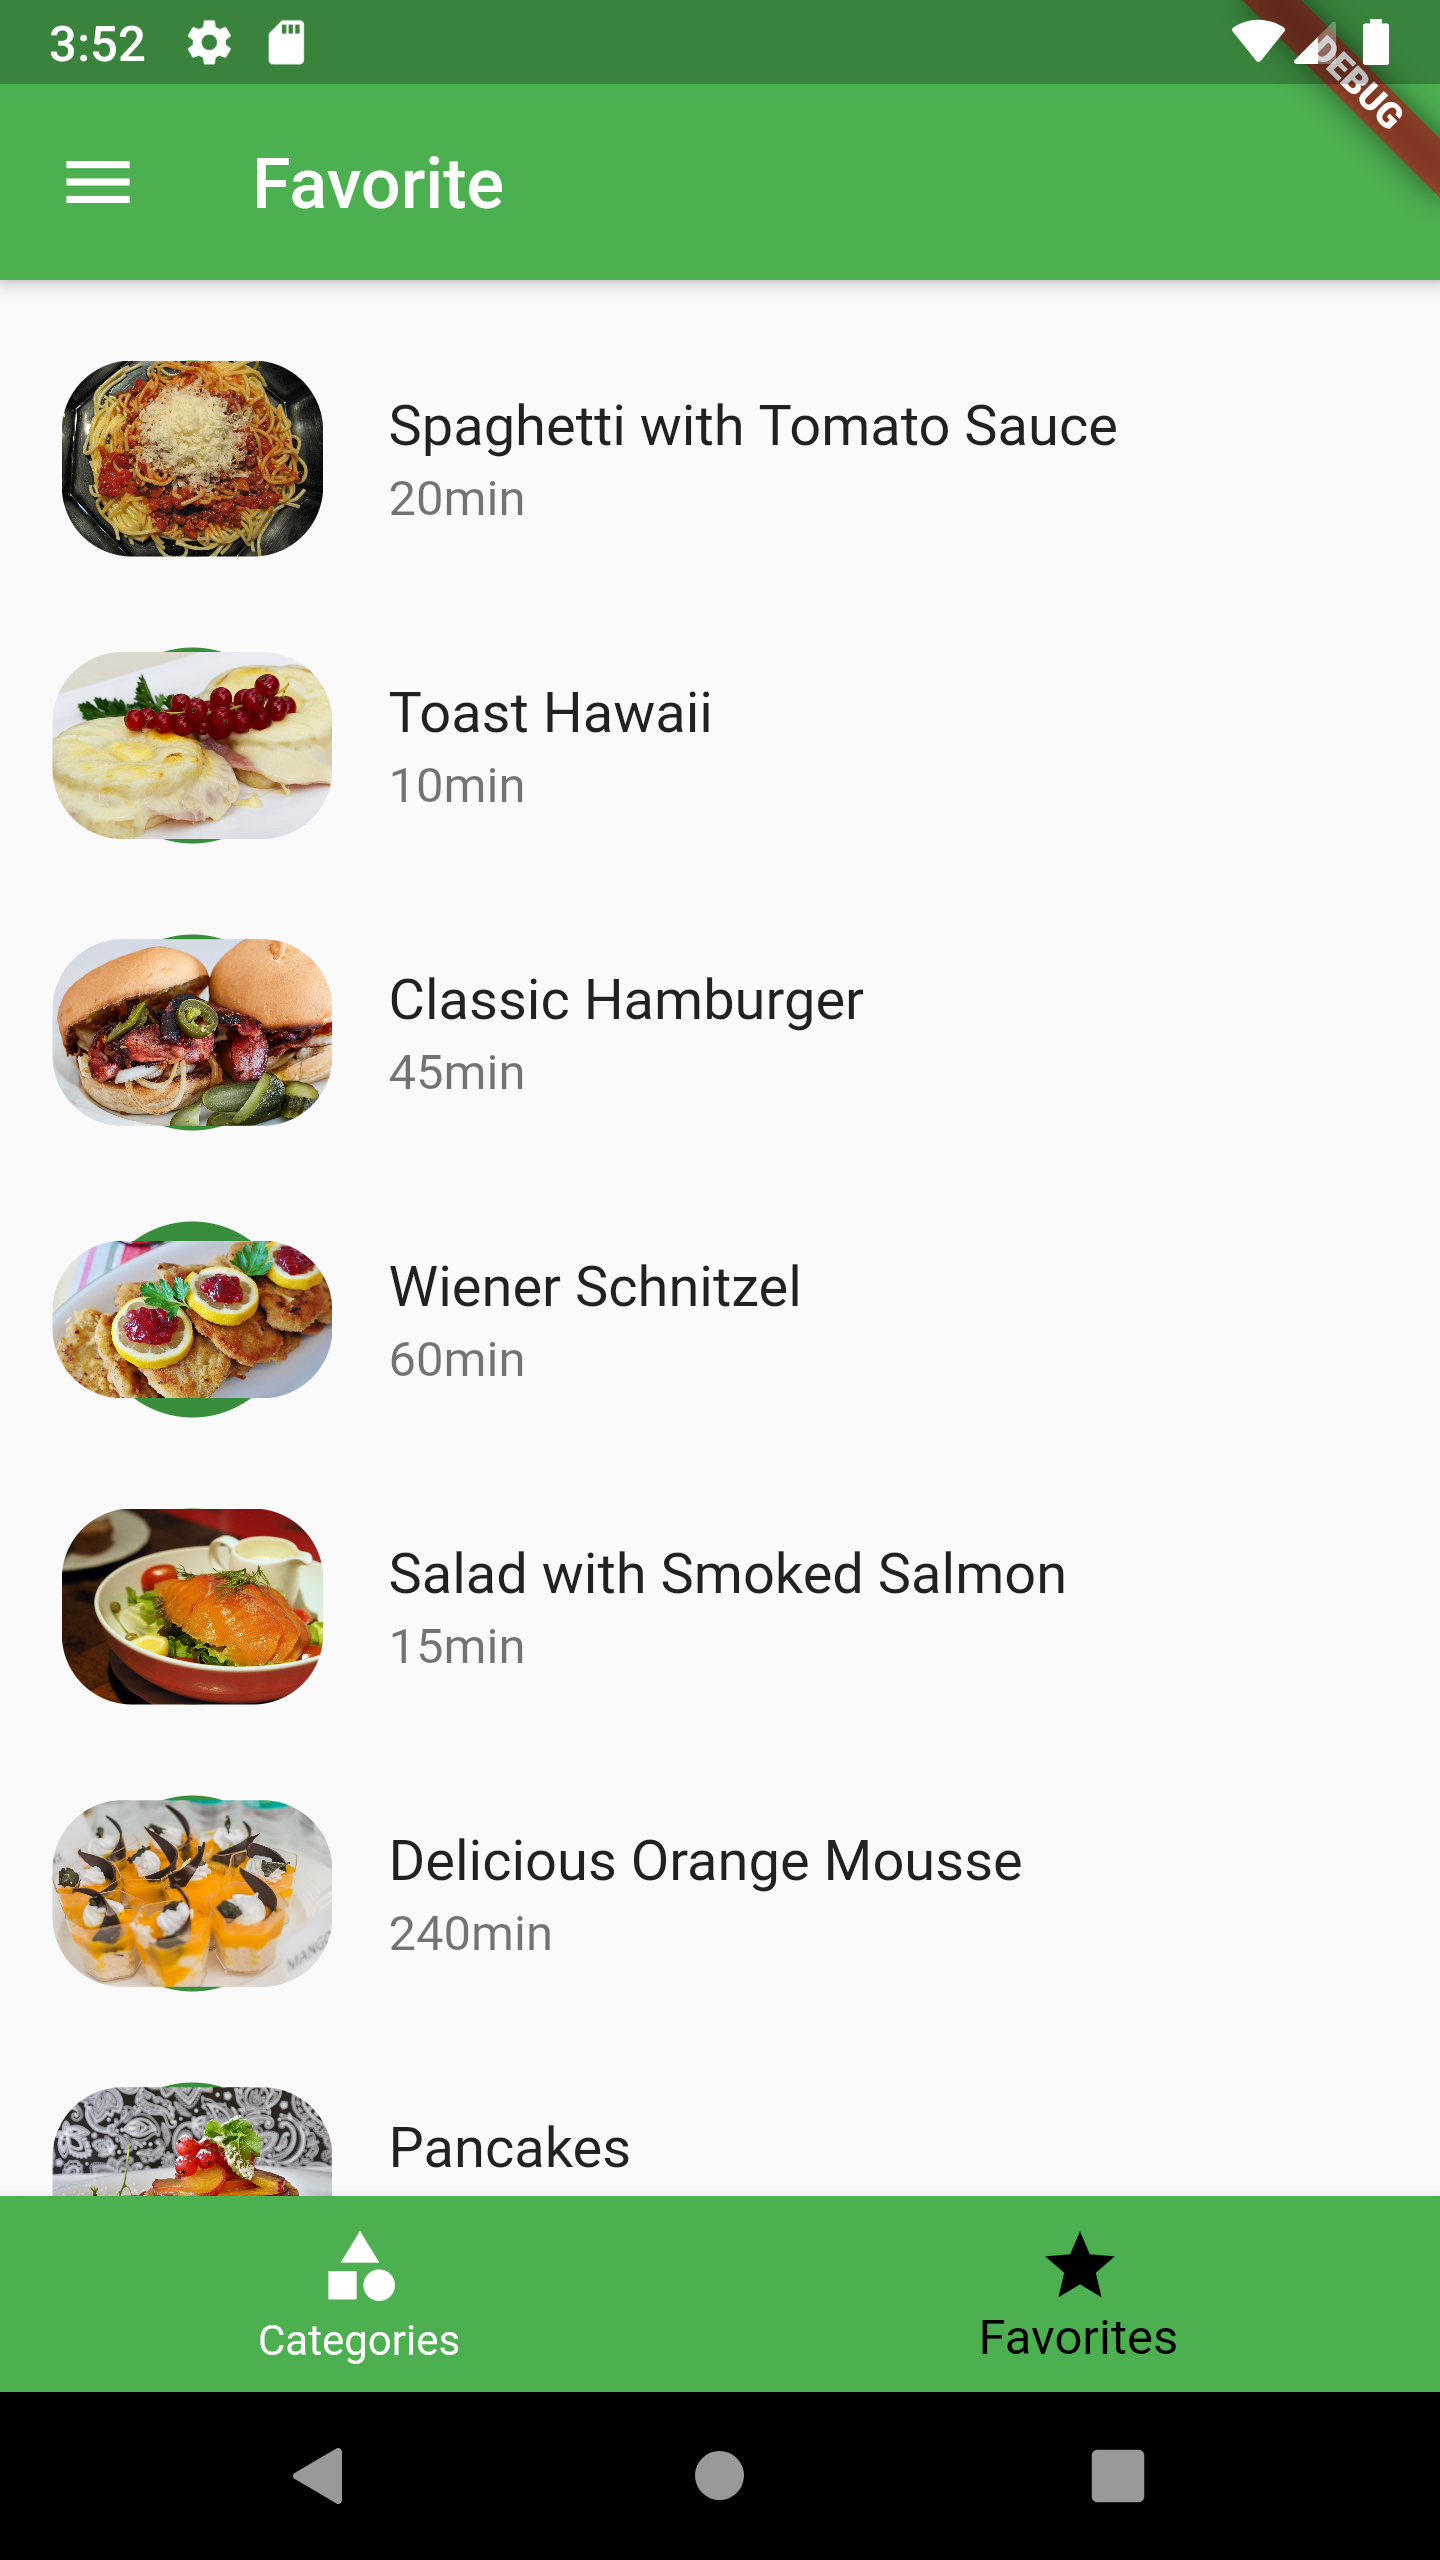 3:52
DEBUG
Favorite
Spaghetti with Tomato Sauce
20min
Toast Hawaii
10min
Classic Hamburger
45min
Wiener Schnitzel
60min
Salad with Smoked Salmon
15min
Delicious Orange Mousse
240min
MANGO
Pancakes
Categories
Favorites